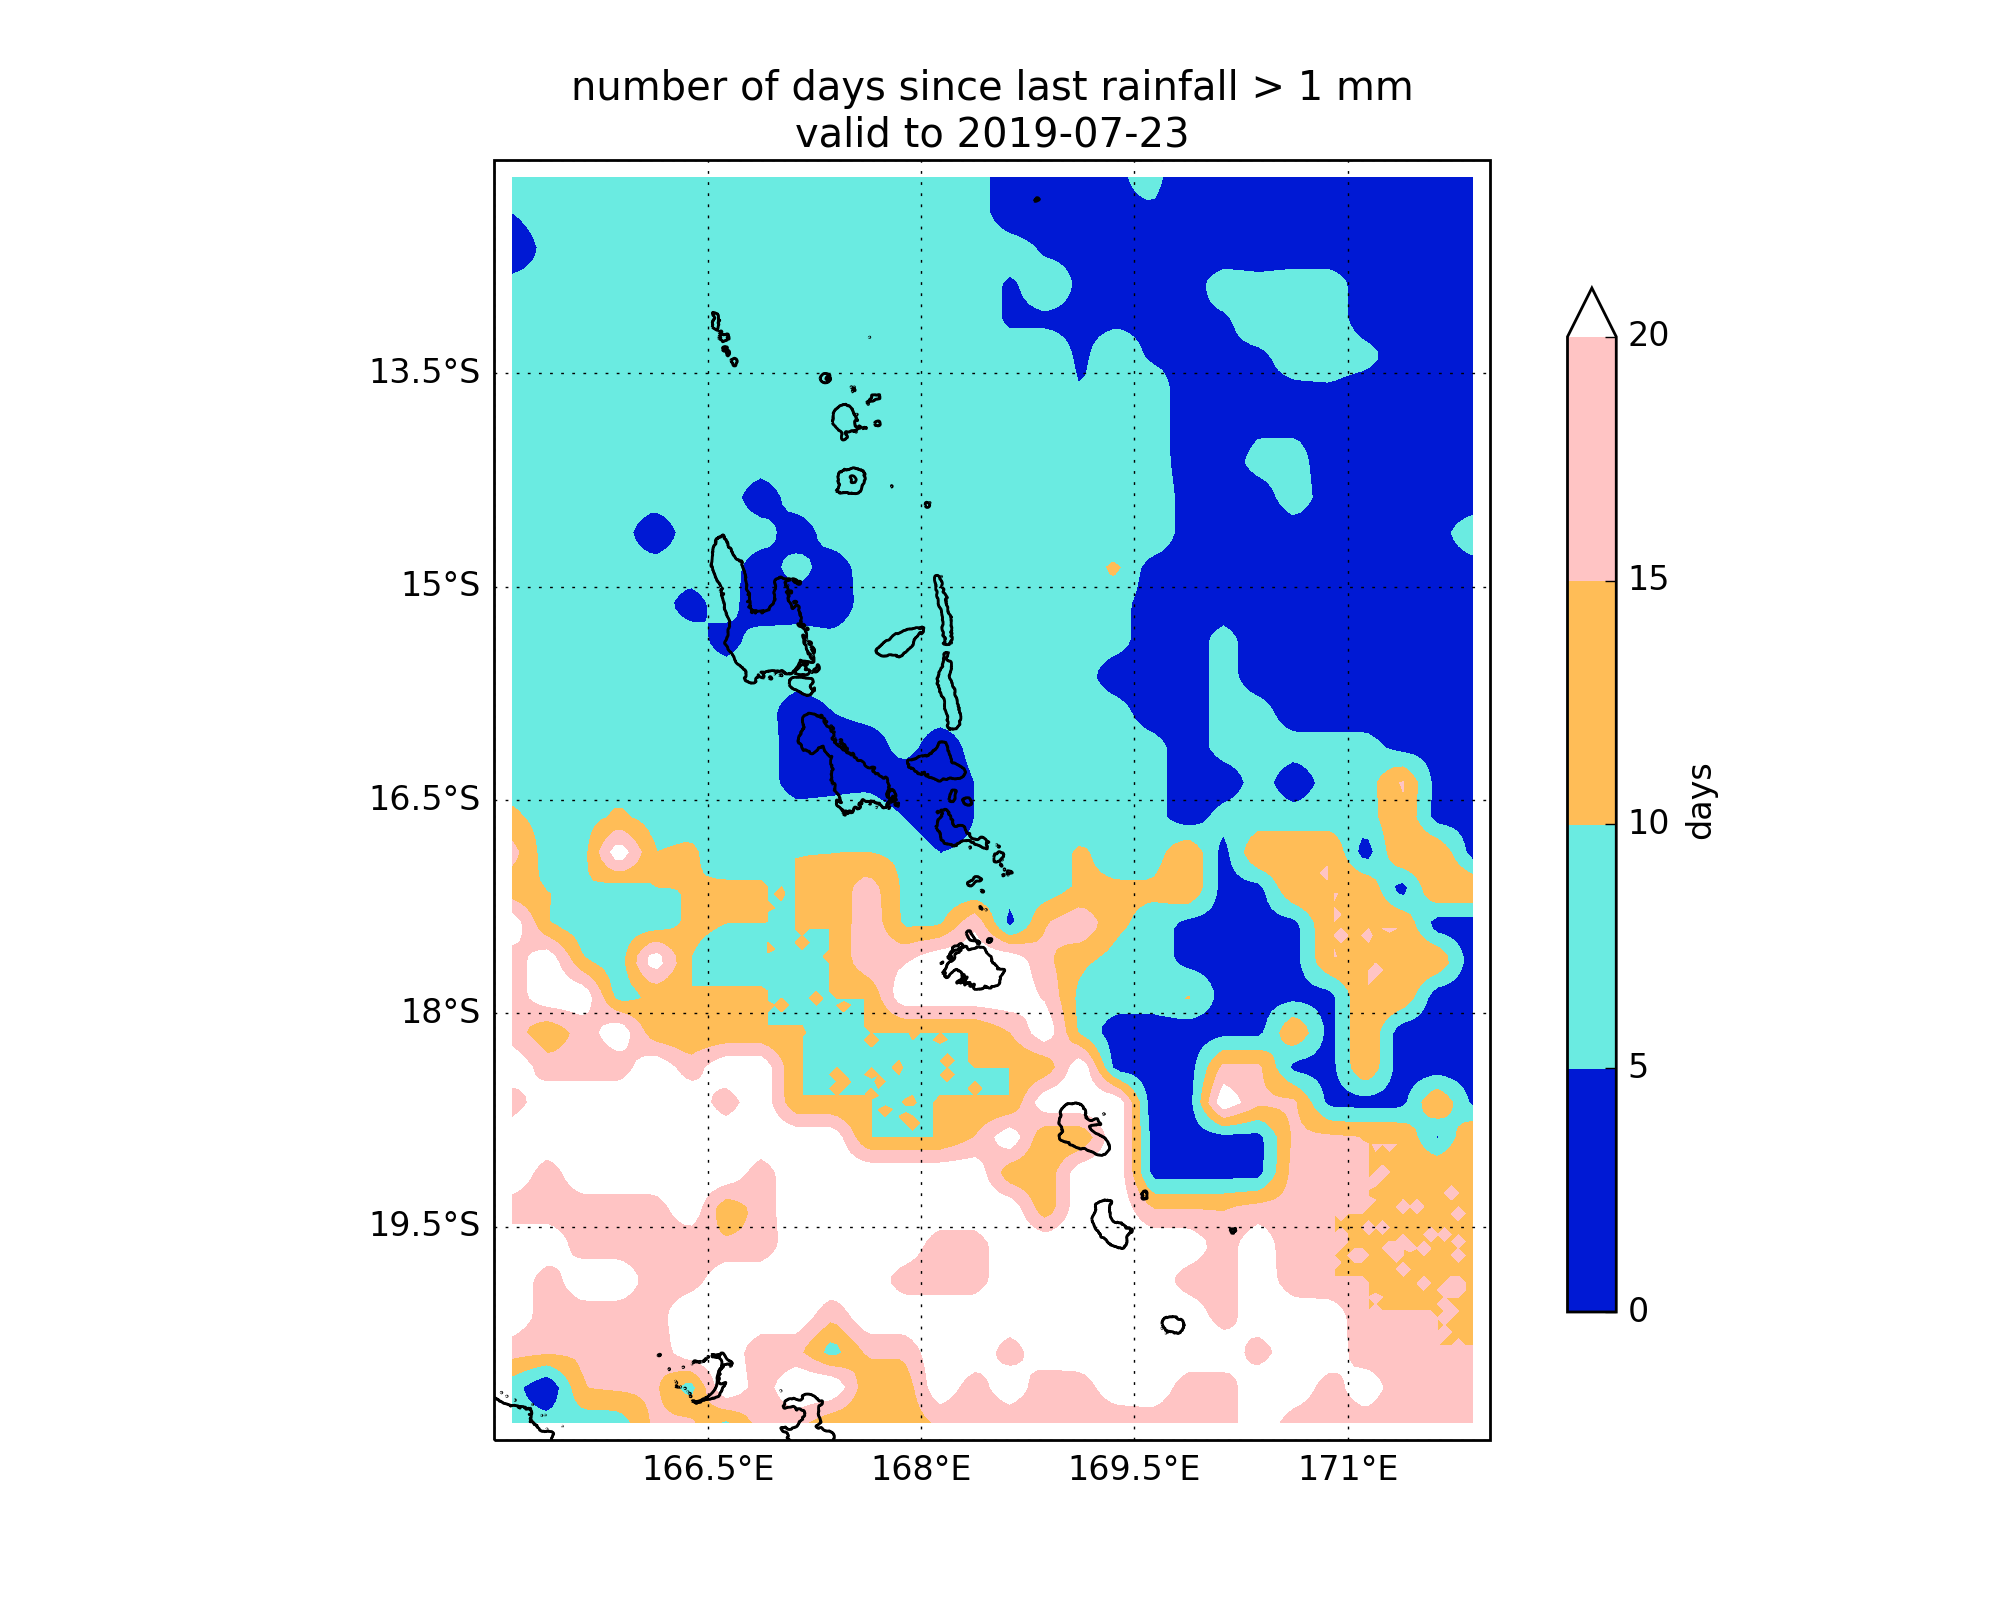 number of days since last rainfall > 1 mm
valid to 2019-07-23
13.5°S
15°S
16.5°S
18°S
19.5°S
166.5°E
168°E
169.5°E
171°E
20
15
10
5
0
days